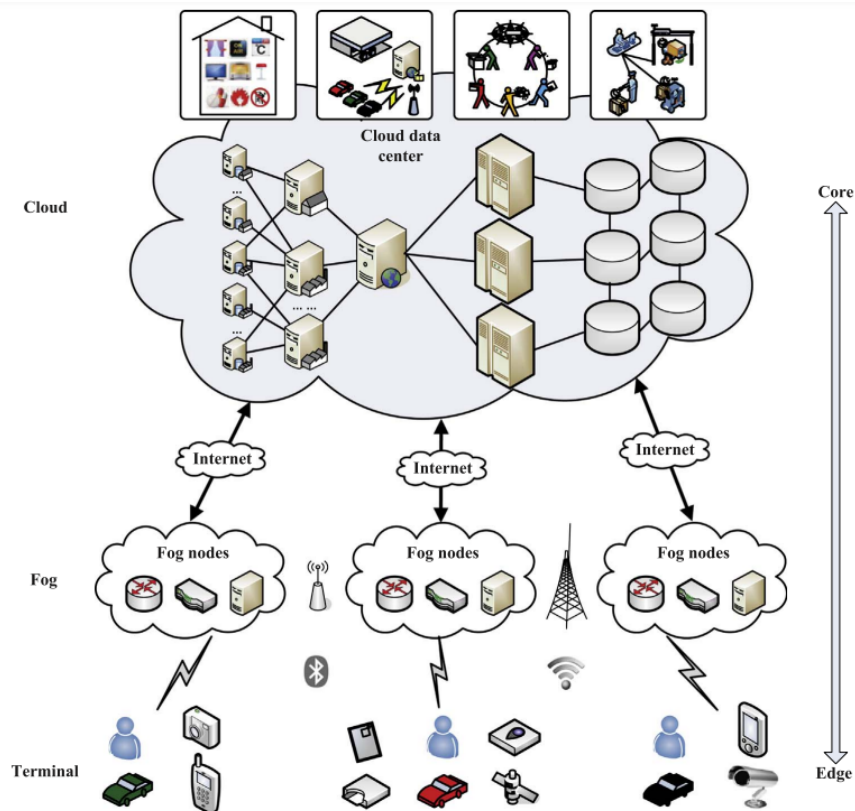 Cloud data
center
...
Cloud
Core
... ...
...
Internet
Internet
Internet
Fog nodes
Fog nodes
Fog nodes
Fog
Terminal
Edge